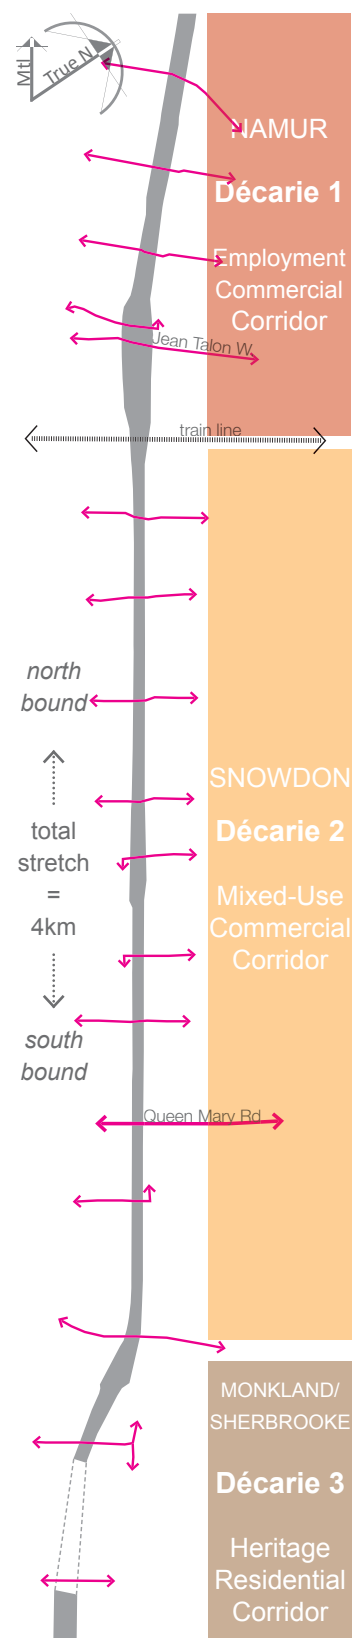 Mtl
True N
NAMUR
Décarie 1
Employment
Commercial
Corridor
Jean Talon W
train line
north
bound
total
stretch
=
4km
south
bound
SNOWDON
Décarie 2
Mixed-Use
Commercial
Corridor
Queen Mary Rd
MONKLAND/
SHERBROOKE
Décarie 3
Heritage
Residential
Corridor